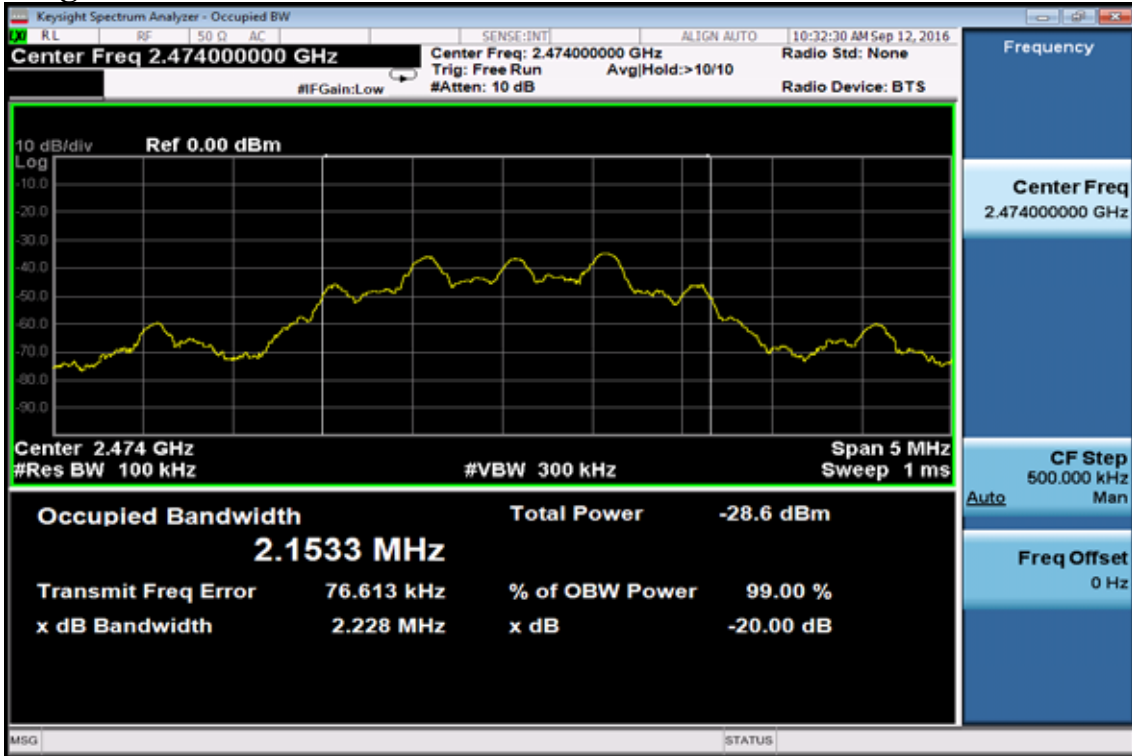 Keysight Spectrum Analyzer - Occupied BW
RL RF 50 Ω AC SENSE:INT ALIGN AUTO 10:32:30 AM Sep 12, 2016
Center Freq 2.474000000 GHz Center Freq: 2.474000000 GHz Radio Std: None
Trig: Free Run Avg|Hold:>10/10
#IFGain:Low #Atten: 10 dB Radio Device: BTS
Frequency
10 dB/div Ref 0.00 dBm
Log
-10.0
-20.0
-30.0
-40.0
-50.0
-60.0
-70.0
-80.0
-90.0
Center Freq
2.474000000 GHz
Center 2.474 GHz Span 5 MHz
#Res BW 100 kHz #VBW 300 kHz Sweep 1 ms
CF Step
500.000 kHz
Auto Man
Occupied Bandwidth Total Power -28.6 dBm
2.1533 MHz
Transmit Freq Error 76.613 kHz % of OBW Power 99.00 %
x dB Bandwidth 2.228 MHz x dB -20.00 dB
Freq Offset
0 Hz
MSG STATUS